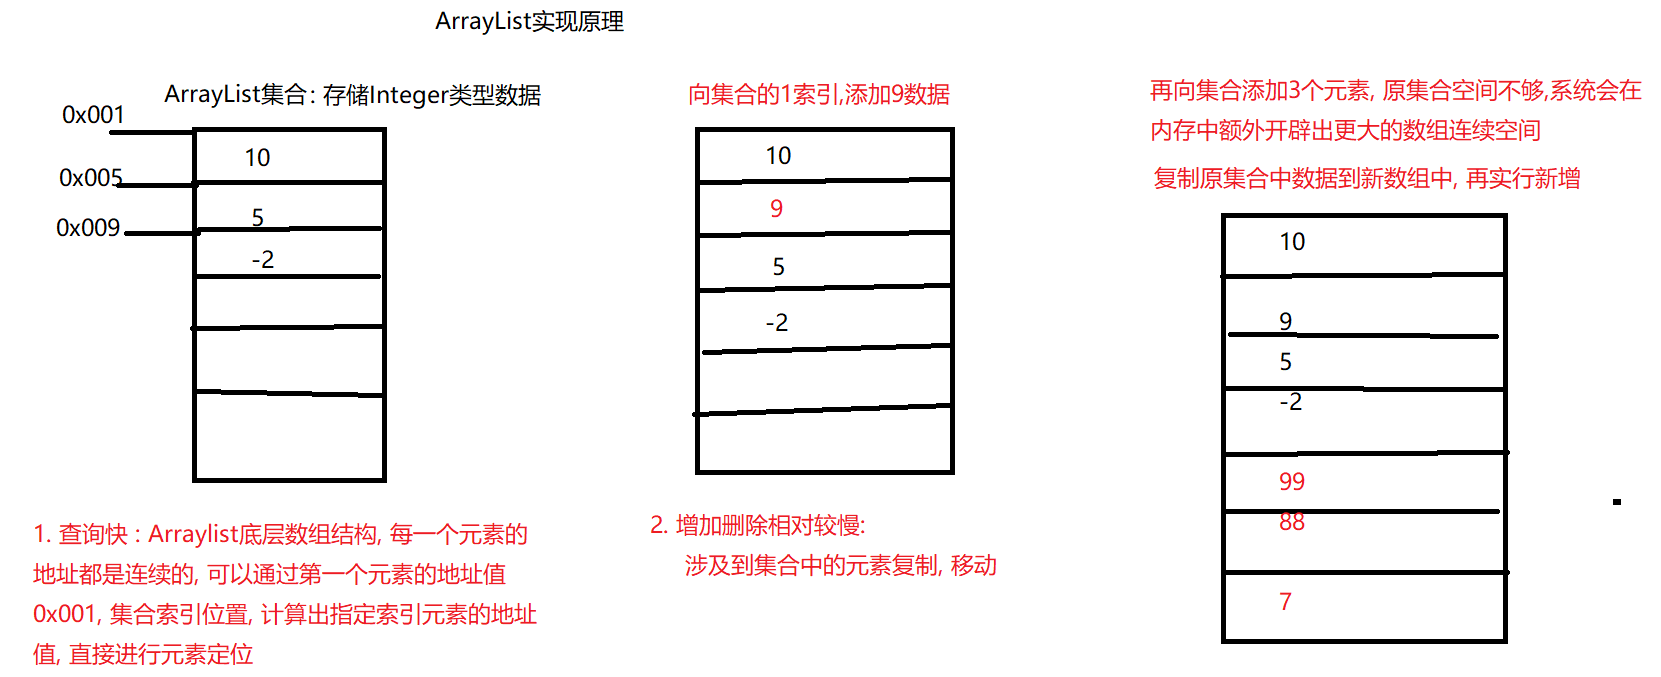 ArrayList实现原理
ArrayList集合: 存储Integer类型数据
0x001
10
0x005
5
0x009
-2
1. 查询快 : Arraylist底层数组结构, 每一个元素的
地址都是连续的, 可以通过第一个元素的地址值
0x001, 集合索引位置, 计算出指定索引元素的地址
值, 直接进行元素定位
向集合的1索引,添加9数据
10
9
5
-2
2. 增加删除相对较慢:
涉及到集合中的元素复制, 移动
再向集合添加3个元素, 原集合空间不够,系统会在
内存中额外开辟出更大的数组连续空间
复制原集合中数据到新数组中, 再实行新增
10
9
5
-2
99
88
7